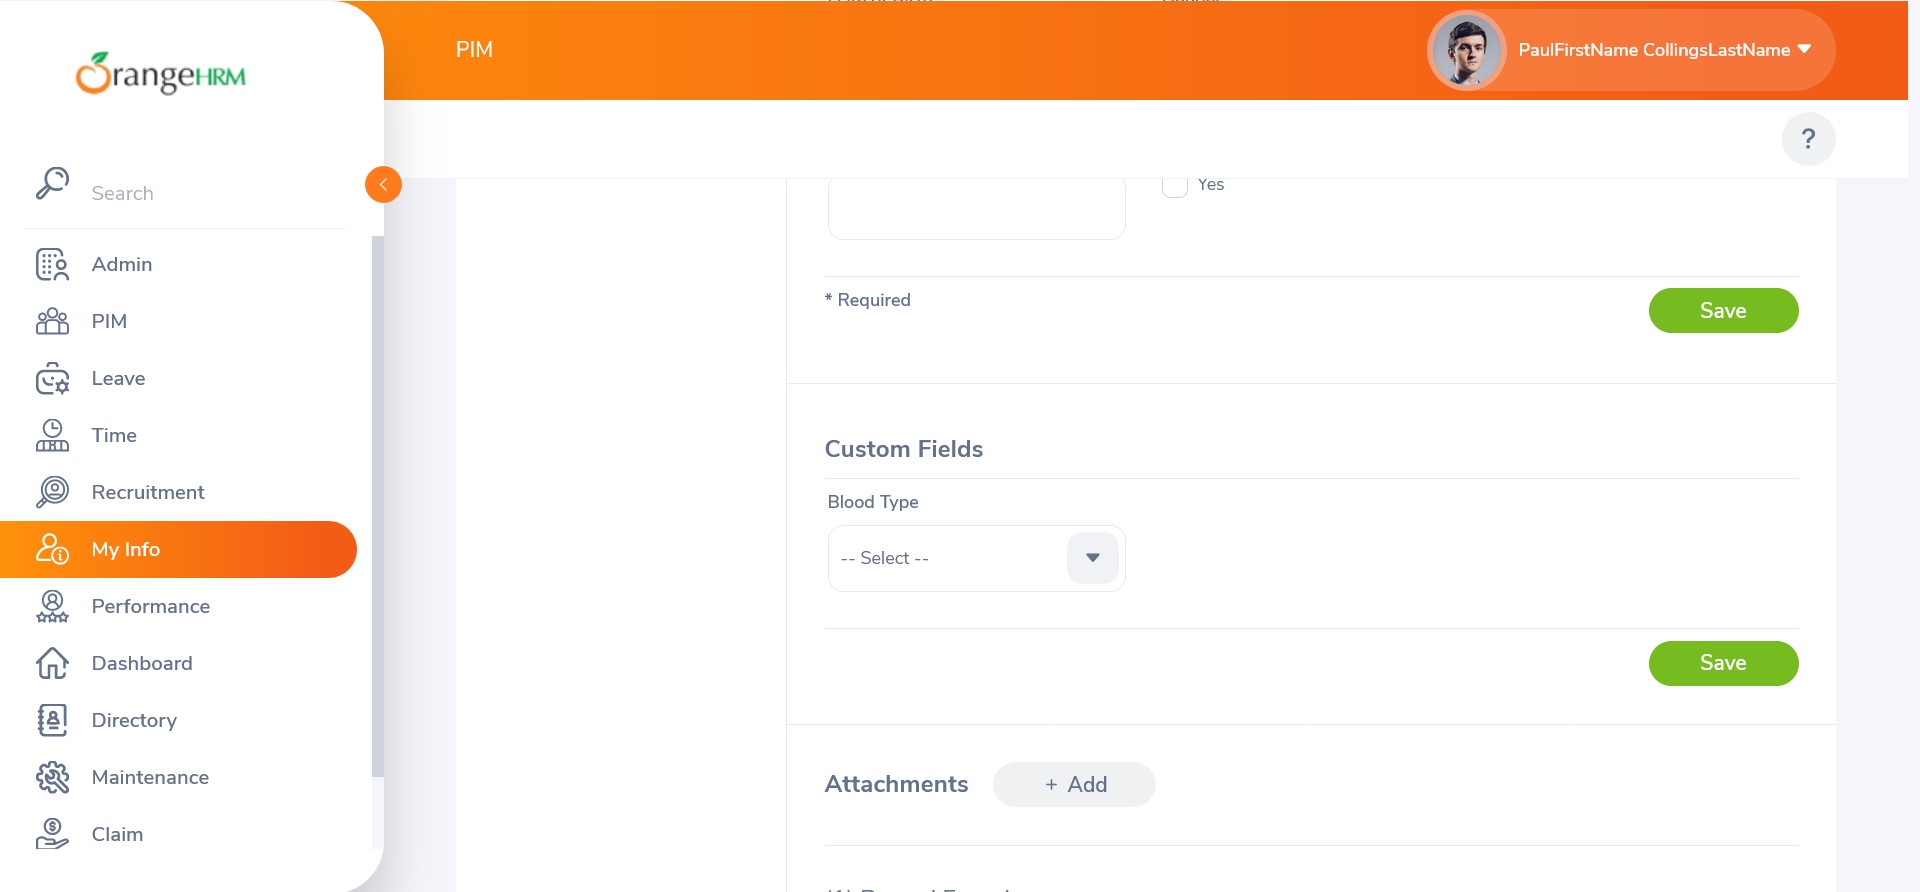 OrangeHRM
PIM
PaulFirstName CollingsLastName
?
Search
Admin
PIM
Leave
Time
Recruitment
My Info
Performance
Dashboard
Directory
Maintenance
Claim
Yes
* Required
Save
Custom Fields
Blood Type
-- Select --
Save
Attachments
+ Add